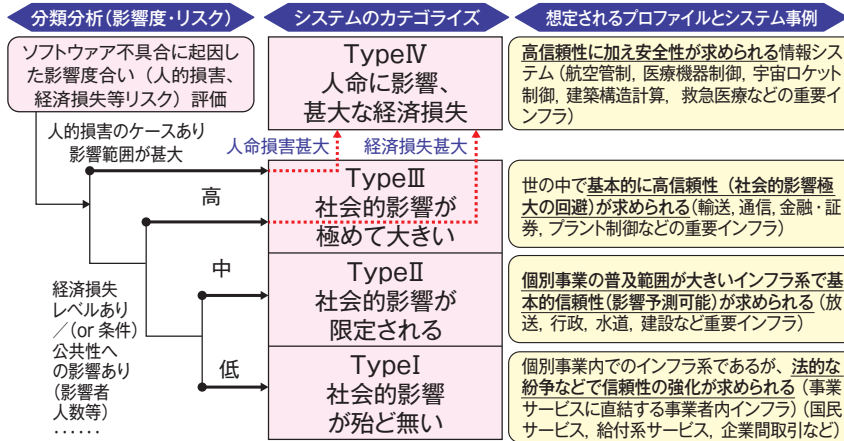 分類分析（影響度・リスク）
システムのカテゴライズ
想定されるプロファイルとシステム事例
ソフトウァア不具合に起因し
た影響度合い（人的損害、
経済損失等リスク）評価
TypeⅣ
人命に影響、
甚大な経済損失
高信頼性に加え安全性が求められる情報シス
テム（航空管制，医療機器制御，宇宙ロケット
制御，建築構造計算， 救急医療などの重要イ
ンフラ）
人的損害のケースあり
影響範囲が甚大
人命損害甚大
経済損失甚大
高
TypeⅢ
社会的影響が
極めて大きい
世の中で基本的に高信頼性（社会的影響極
大の回避）が求められる（輸送，通信，金融・証
券，プラント制御などの重要インフラ）
中
TypeⅡ
社会的影響が
限定される
個別事業の普及範囲が大きいインフラ系で基
本的信頼性（影響予測可能）が求められる（放
送，行政，水道，建設など重要インフラ）
経済損失
レベルあり
／（or 条件）
公共性へ
の影響あり
（影響者
人数等）
‥‥‥
低
TypeⅠ
社会的影響
が殆ど無い
個別事業内でのインフラ系であるが、法的な
紛争などで信頼性の強化が求められる（事業
サービスに直結する事業者内インフラ）（国民
サービス，給付系サービス，企業間取引など）